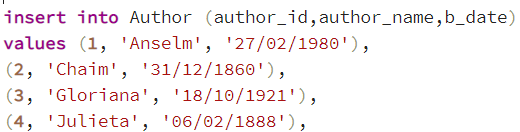 insert into Author (author_id,author_name,b_date)
values (1, 'Anselm', '27/02/1980'),
(2, 'Chaim', '31/12/1860'),
(3, 'Gloriana', '18/10/1921'),
(4, 'Julieta', '06/02/1888'),